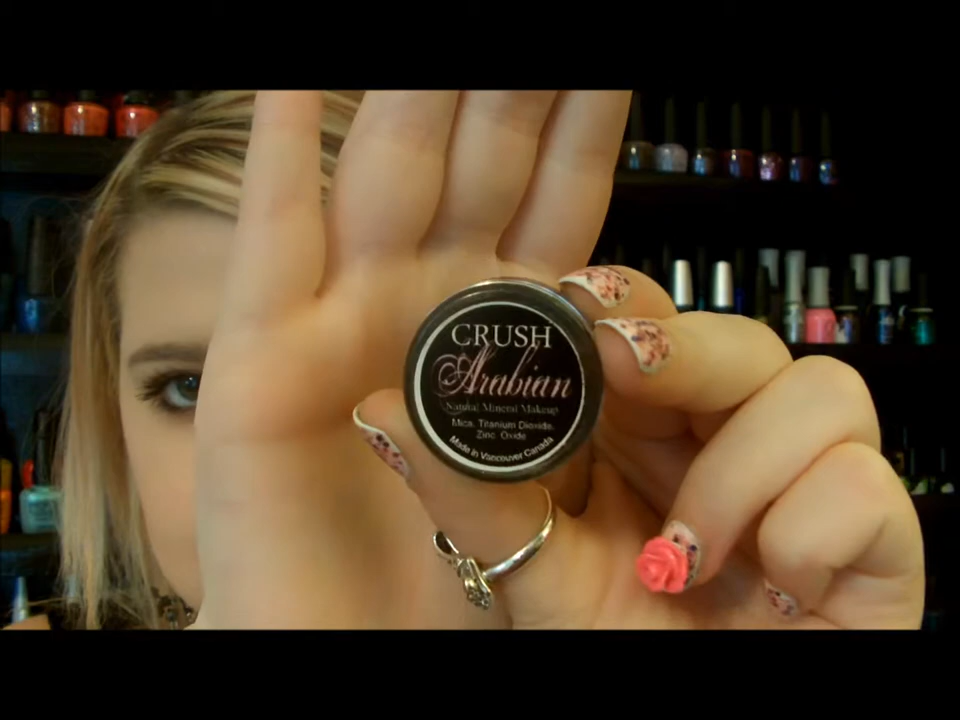 CRUSH
Arabian
Natural Mineral Makeup
Mica, Titanium Dioxide,
Zinc Oxide
Made in Vancouver Canada